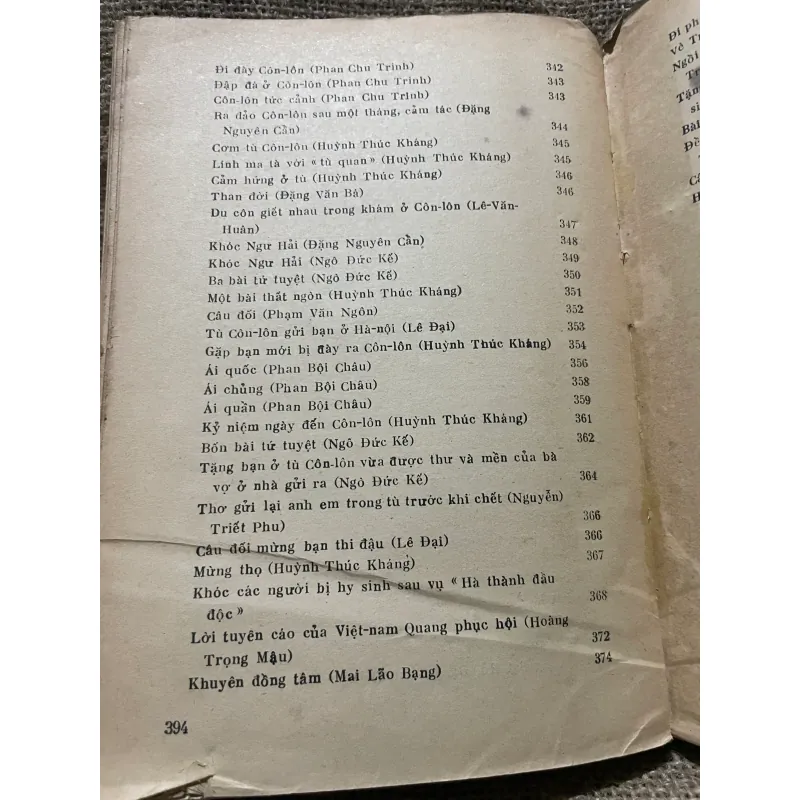 Đi đày Côn-lôn (Phan Chu Trinh) 342
Đập đá ở Côn-lôn (Phan Chu Trinh) 343
Côn-lôn tức cảnh (Phan Chu Trinh) 343
Ra đảo Côn-lôn sau một tháng, cảm tác (Đặng
Nguyên Cẩn) 344
Cơm tù Côn-lôn (Huỳnh Thúc Kháng) 345
Lính ma tà với « tù quan » (Huỳnh Thúc Kháng) 345
Cảm hứng ở tù (Huỳnh Thúc Kháng) 346
Than đời (Đặng Văn Bá) 346
Du côn giết nhau trong khám ở Côn-lôn (Lê-Văn-
Huân) 347
Khóc Ngư Hải (Đặng Nguyên Cẩn) 348
Khóc Ngư Hải (Ngô Đức Kế) 349
Ba bài tứ tuyệt (Ngô Đức Kế) 350
Một bài thất ngôn (Huỳnh Thúc Kháng) 351
Câu đối (Phạm Văn Ngôn) 352
Tù Côn-lôn gửi bạn ở Hà-nội (Lê Đại) 353
Gặp bạn mới bị đày ra Côn-lôn (Huỳnh Thúc Kháng) 354
Ái quốc (Phan Bội Châu) 356
Ái chủng (Phan Bội Châu) 358
Ái quần (Phan Bội Châu) 359
Kỷ niệm ngày đến Côn-lôn (Huỳnh Thúc Kháng) 361
Bốn bài tứ tuyệt (Ngô Đức Kế) 362
Tặng bạn ở tù Côn-lôn vừa được thư và mền của bà
vợ ở nhà gửi ra (Ngô Đức Kế) 364
Thơ gửi lại anh em trong tù trước khi chết (Nguyễn
Triết Phu) 366
Câu đối mừng bạn thi đậu (Lê Đại) 366
Mừng thọ (Huỳnh Thúc Kháng) 367
Khóc các người bị hy sinh sau vụ « Hà thành đầu
độc » 368
Lời tuyên cáo của Việt-nam Quang phục hội (Hoàng
Trọng Mậu) 372
Khuyên đồng tâm (Mai Lão Bạng) 374
394
Đi ph
về T
Ngồi
Tr
Tặn
si
Bài